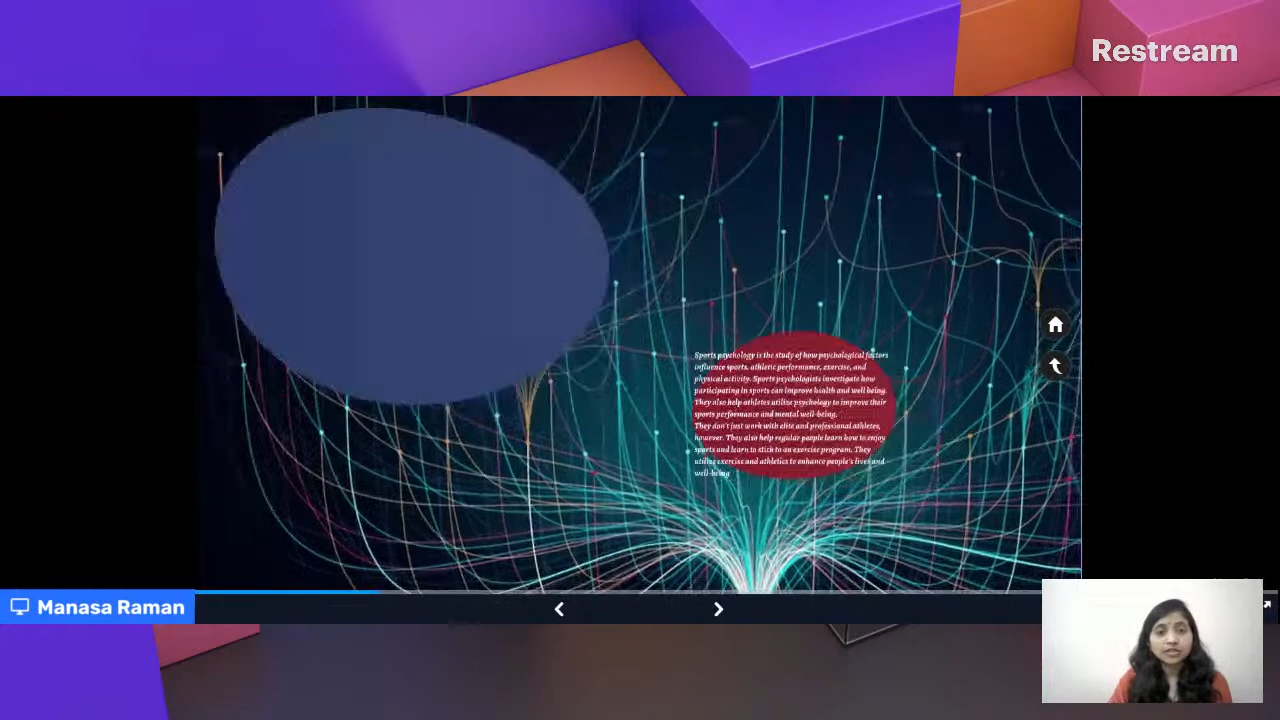 Restream
Sports psychology is the study of how psychological factors
influence sports, athletic performance, exercise, and
physical activity. Sports psychologists investigate how
participating in sports can improve health and well being.
They also help athletes utilize psychology to improve their
sports performance and mental well-being.
They don't just work with elite and professional athletes,
however. They also help regular people learn how to enjoy
sports and learn to stick to an exercise program. They
utilize exercise and athletics to enhance people's lives and
well-being
Manasa Raman